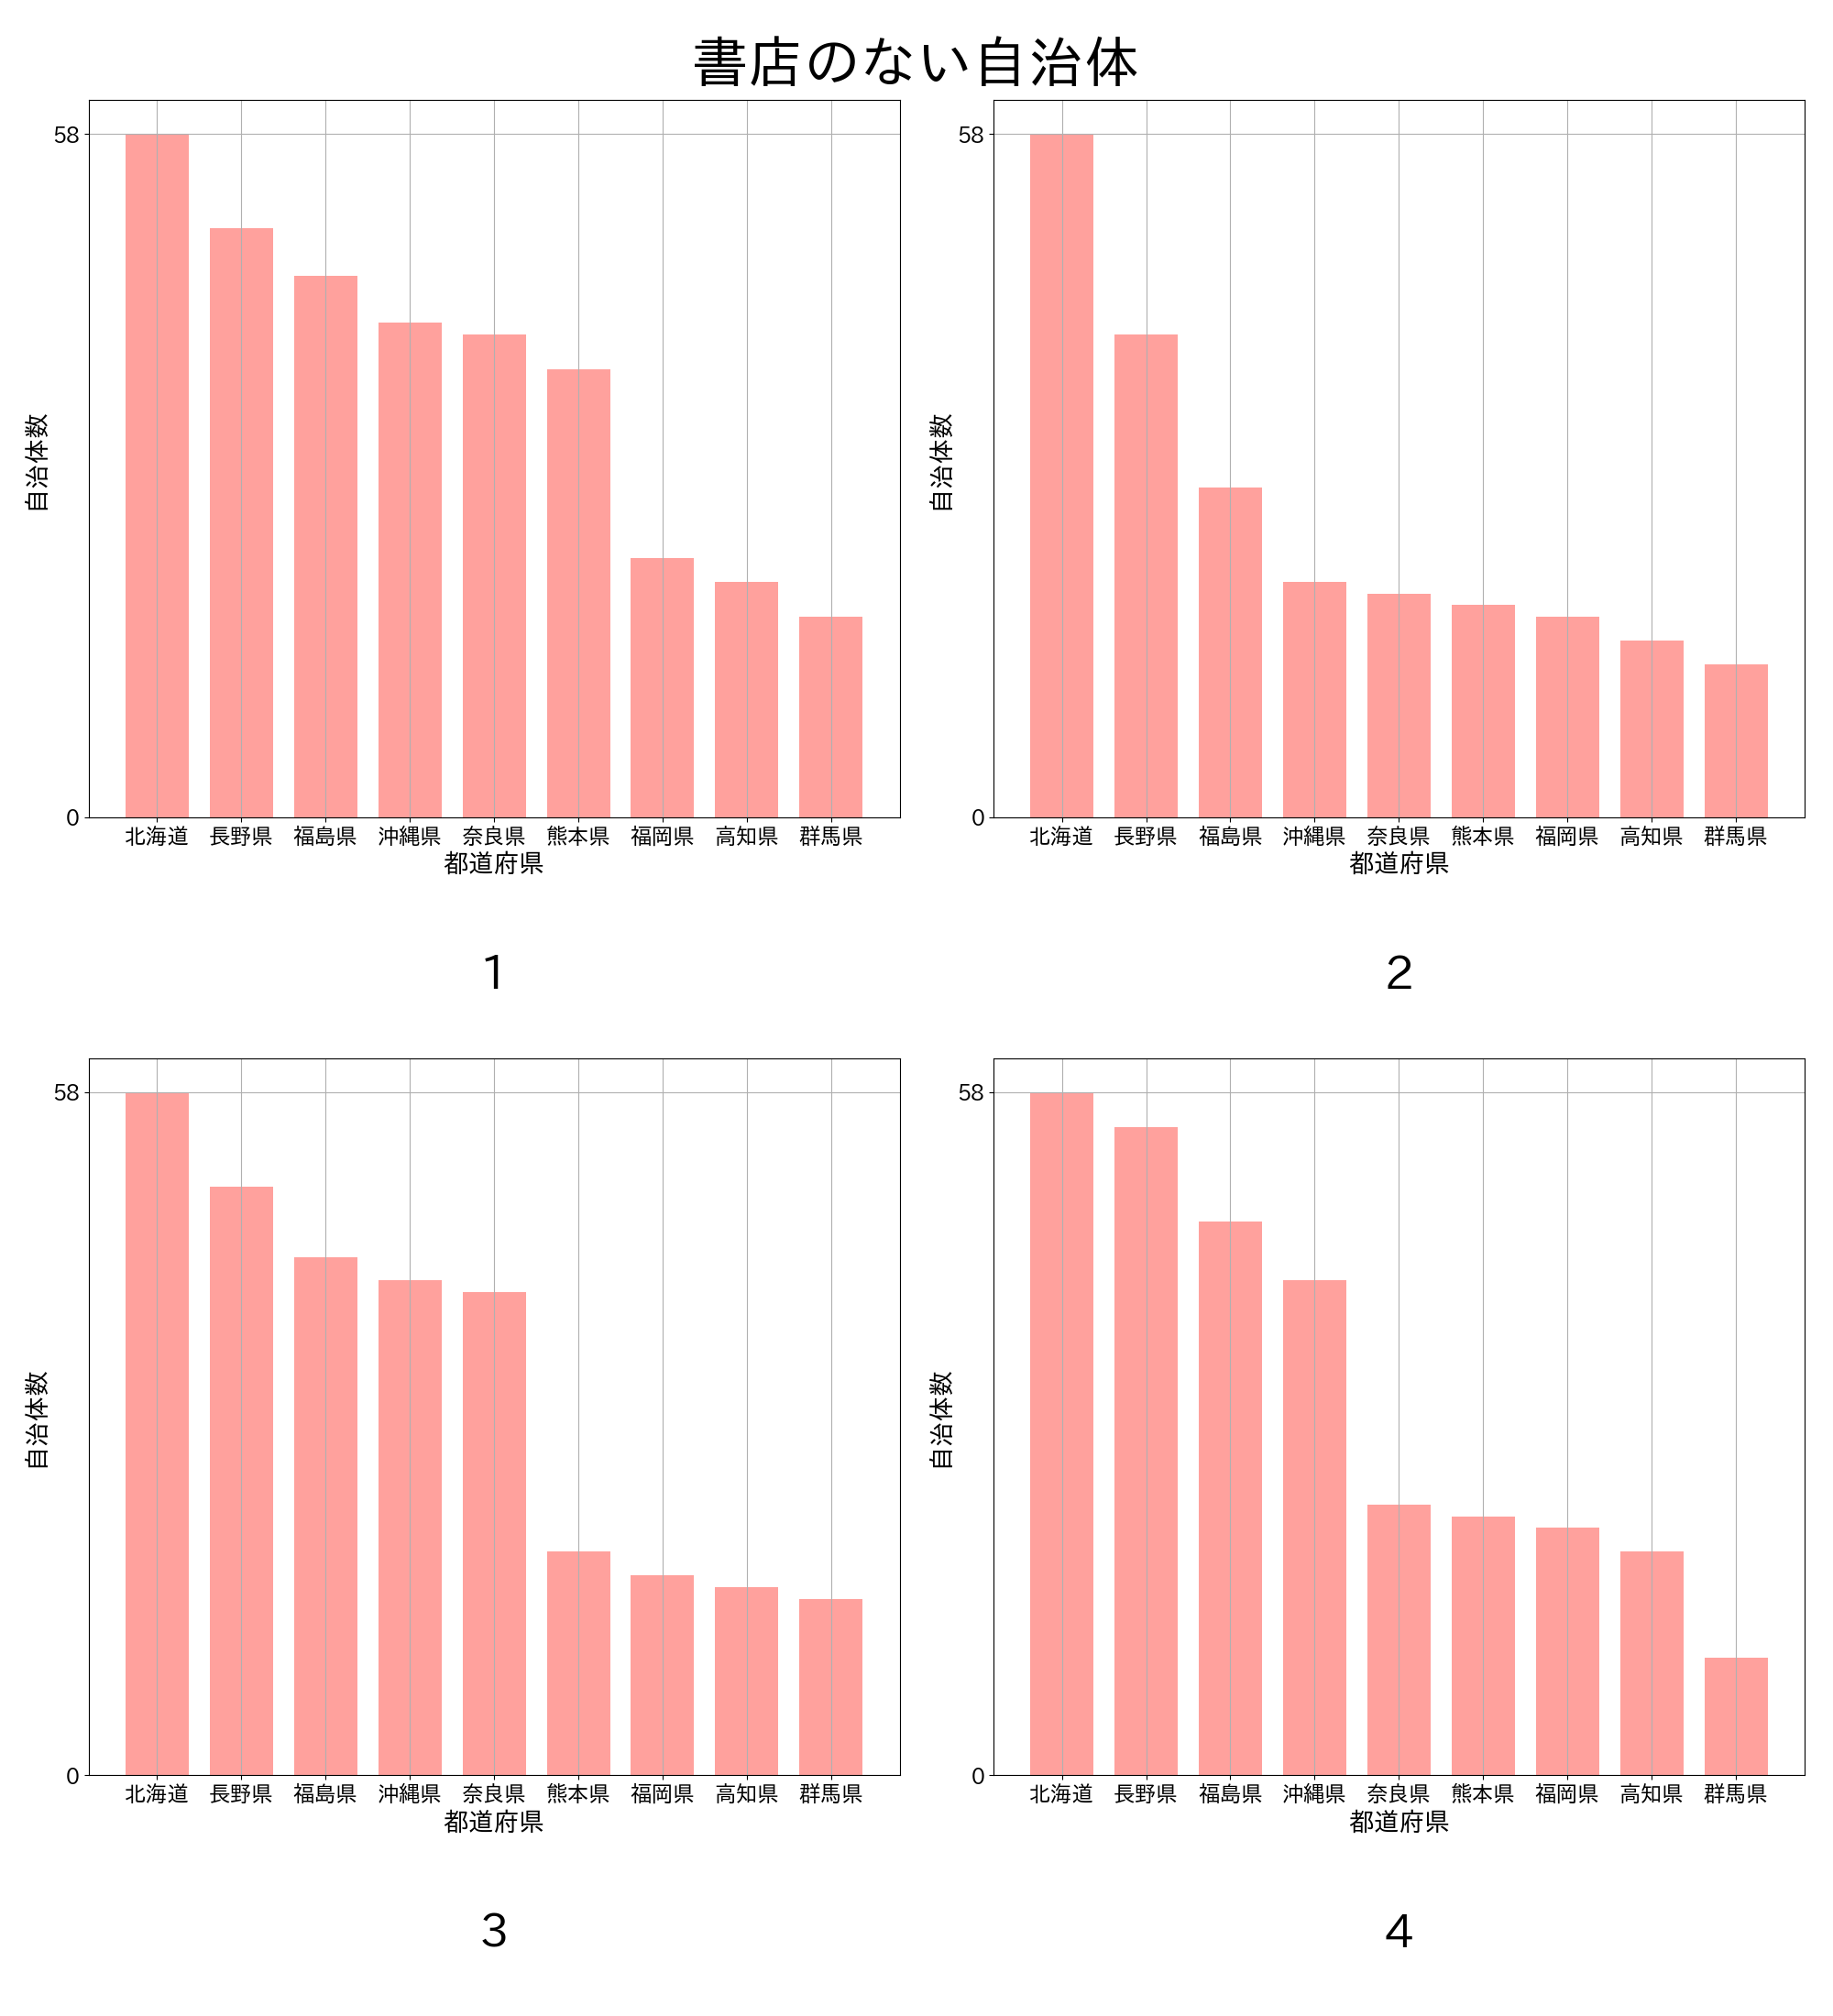 書店のない自治体
58
0
自治体数
北海道 長野県 福島県 沖縄県 奈良県 熊本県 福岡県 高知県 群馬県
都道府県
1
58
0
自治体数
北海道 長野県 福島県 沖縄県 奈良県 熊本県 福岡県 高知県 群馬県
都道府県
2
58
0
自治体数
北海道 長野県 福島県 沖縄県 奈良県 熊本県 福岡県 高知県 群馬県
都道府県
3
58
0
自治体数
北海道 長野県 福島県 沖縄県 奈良県 熊本県 福岡県 高知県 群馬県
都道府県
4